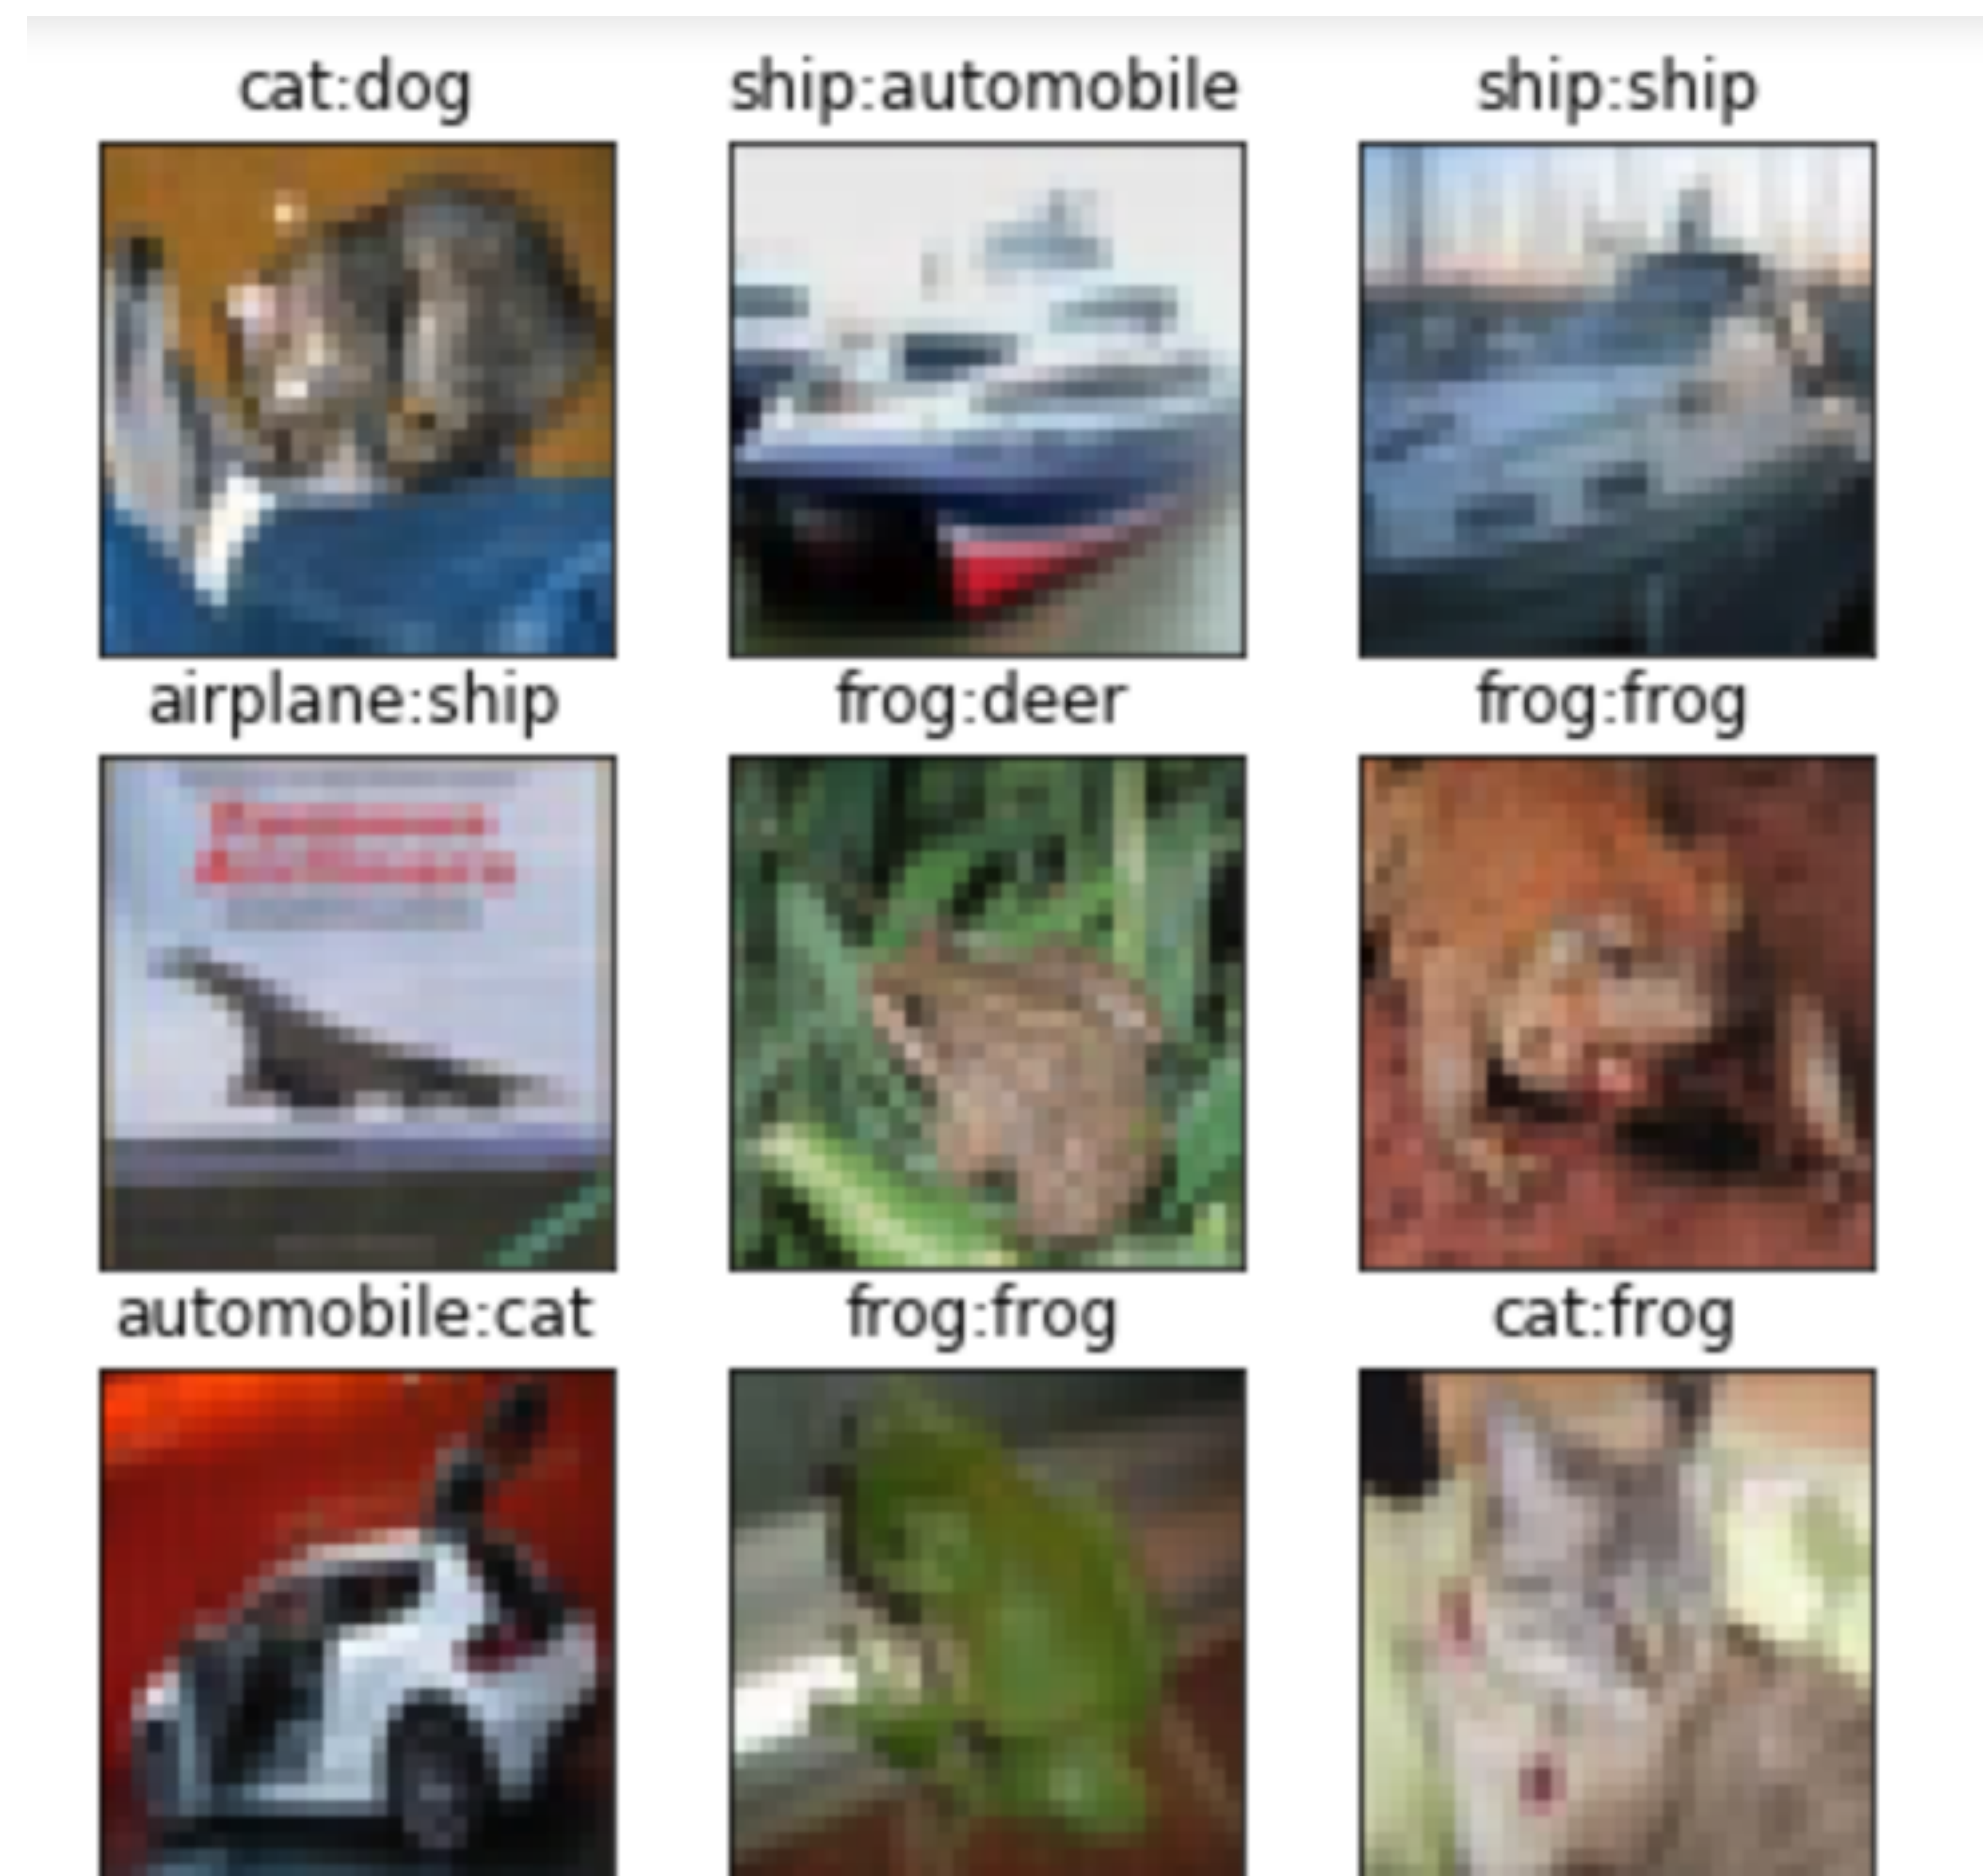 cat:dog
ship:automobile
ship:ship
airplane:ship
frog:deer
frog:frog
automobile:cat
frog:frog
cat:frog